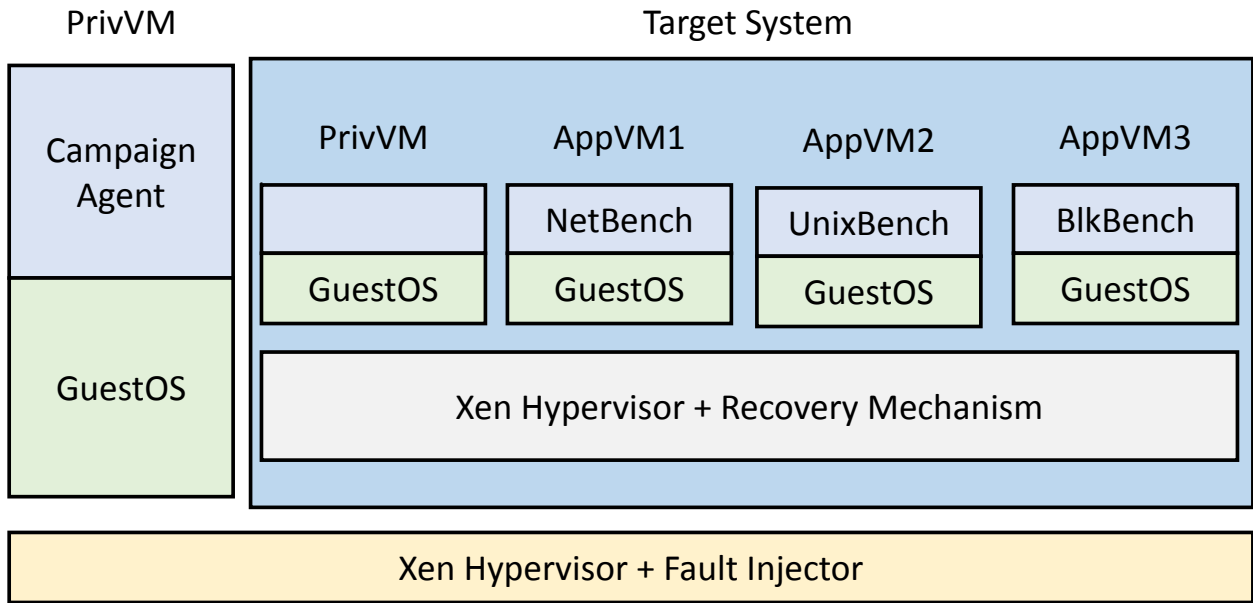 PrivVM
Target System
Campaign
Agent
GuestOS
PrivVM
AppVM1
AppVM2
AppVM3
NetBench
UnixBench
BlkBench
GuestOS
GuestOS
GuestOS
GuestOS
Xen Hypervisor + Recovery Mechanism
Xen Hypervisor + Fault Injector